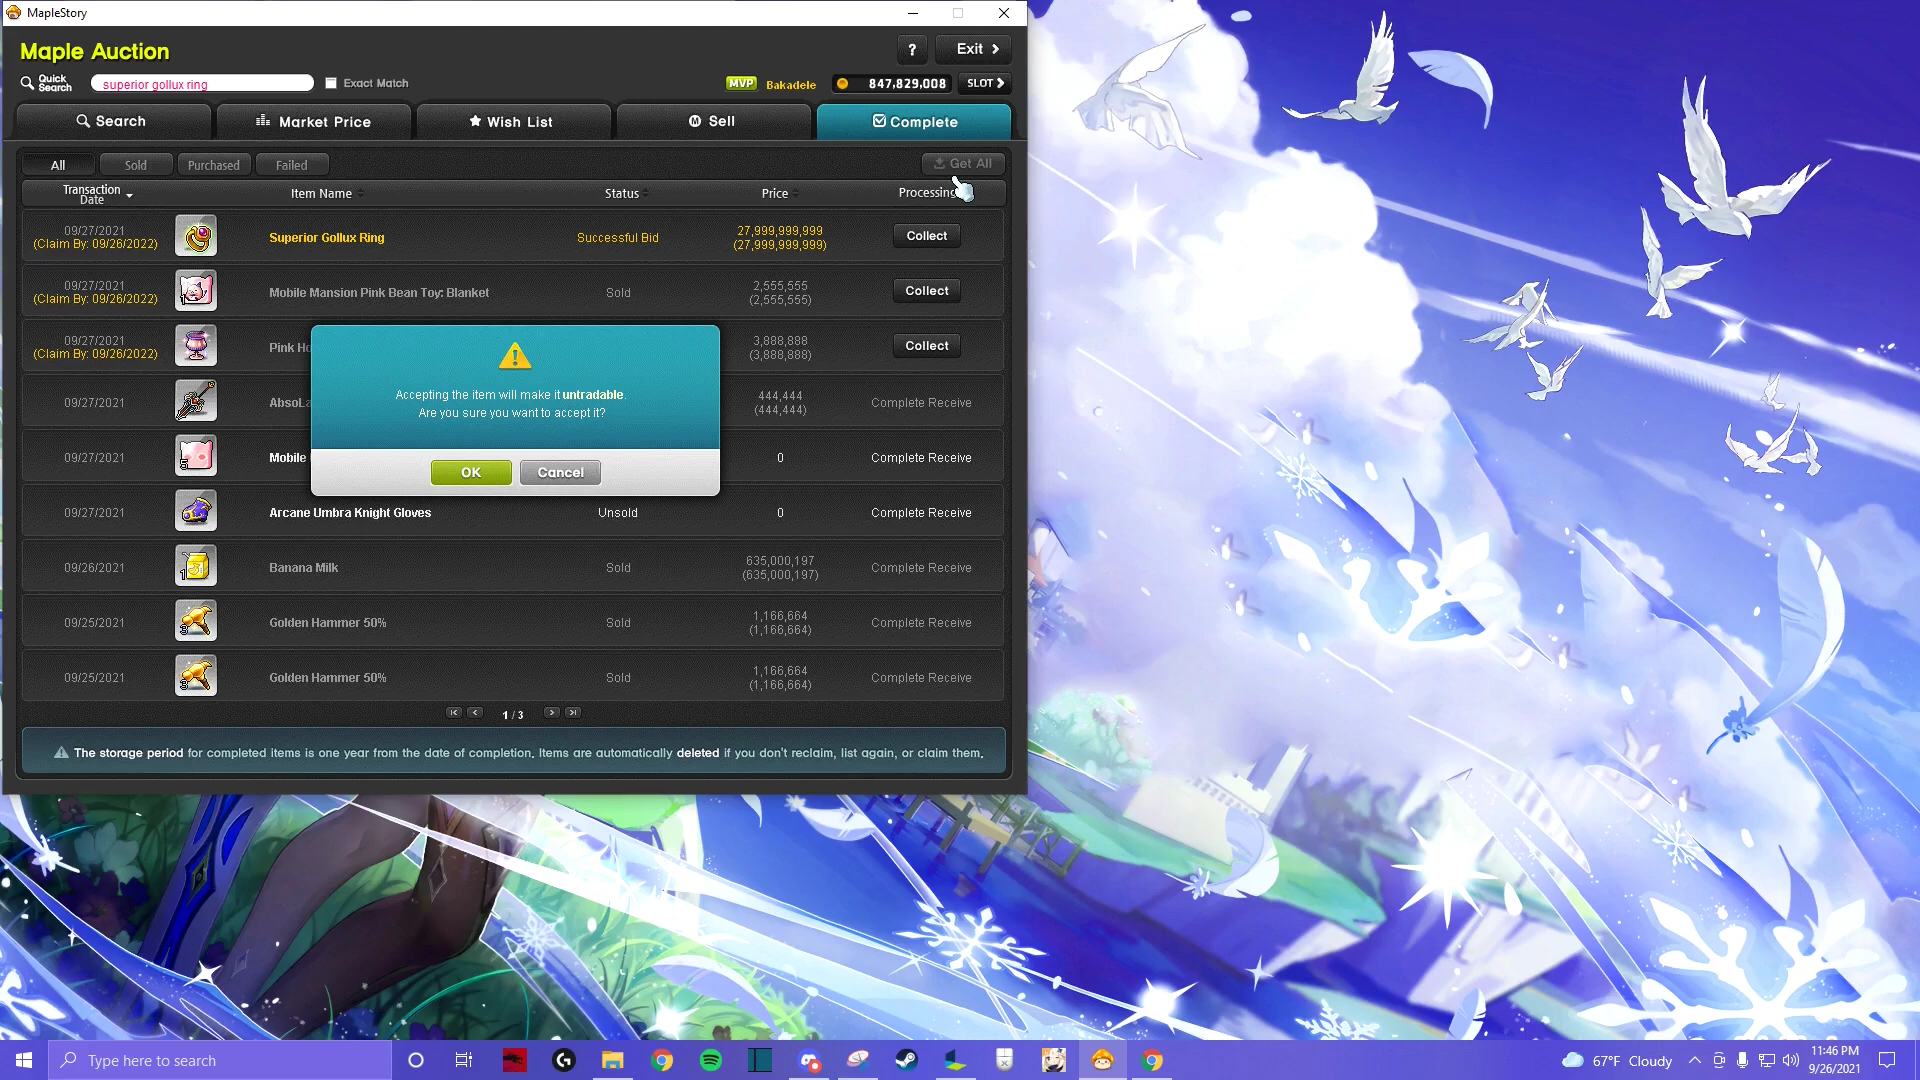 MapleStory
Maple Auction
? Exit
Quick Search superior gollux ring Exact Match MVP Bakadele 847,829,008 SLOT
Search Market Price Wish List Sell Complete
All Sold Purchased Failed Get All
Transaction Date Item Name Status Price Processing
09/27/2021 (Claim By: 09/26/2022) Superior Gollux Ring Successful Bid 27,999,999,999 (27,999,999,999) Collect
09/27/2021 (Claim By: 09/26/2022) 1 Mobile Mansion Pink Bean Toy: Blanket Sold 2,555,555 (2,555,555) Collect
09/27/2021 (Claim By: 09/26/2022) Pink Ho 3,888,888 (3,888,888) Collect
Accepting the item will make it untradable.
Are you sure you want to accept it?
OK Cancel
09/27/2021 AbsoLa 444,444 (444,444) Complete Receive
09/27/2021 5 Mobile 0 Complete Receive
09/27/2021 Arcane Umbra Knight Gloves Unsold 0 Complete Receive
09/26/2021 1 Banana Milk Sold 635,000,197 (635,000,197) Complete Receive
09/25/2021 3 Golden Hammer 50% Sold 1,166,664 (1,166,664) Complete Receive
09/25/2021 3 Golden Hammer 50% Sold 1,166,664 (1,166,664) Complete Receive
1 / 3
The storage period for completed items is one year from the date of completion. Items are automatically deleted if you don't reclaim, list again, or claim them.
Type here to search
67°F Cloudy
11:46 PM
9/26/2021